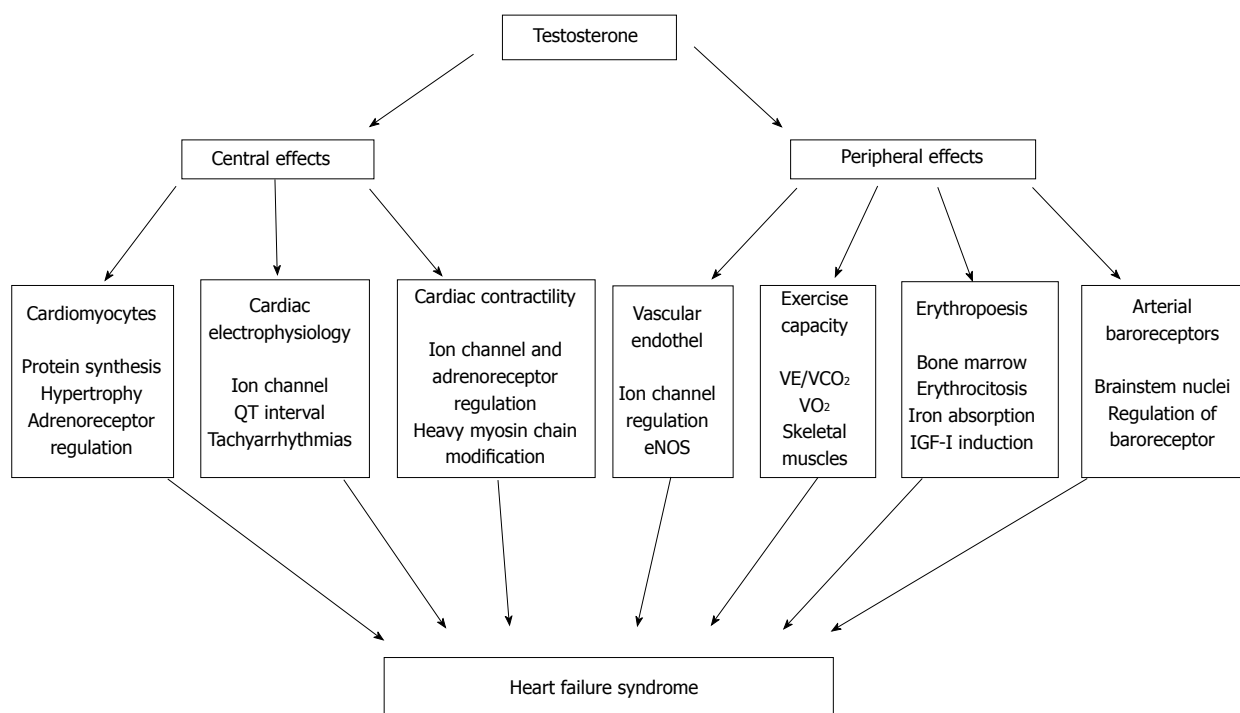 Testosterone
Central effects
Peripheral effects
Cardiomyocytes
Protein synthesis
Hypertrophy
Adrenoreceptor
regulation
Cardiac
electrophysiology
Ion channel
QT interval
Tachyarrhythmias
Cardiac contractility
Ion channel and
adrenoreceptor
regulation
Heavy myosin chain
modification
Vascular
endothel
Ion channel
regulation
eNOS
Exercise
capacity
VE/VCO₂
VO₂
Skeletal
muscles
Erythropoesis
Bone marrow
Erythrocitosis
Iron absorption
IGF-I induction
Arterial
baroreceptors
Brainstem nuclei
Regulation of
baroreceptor
Heart failure syndrome